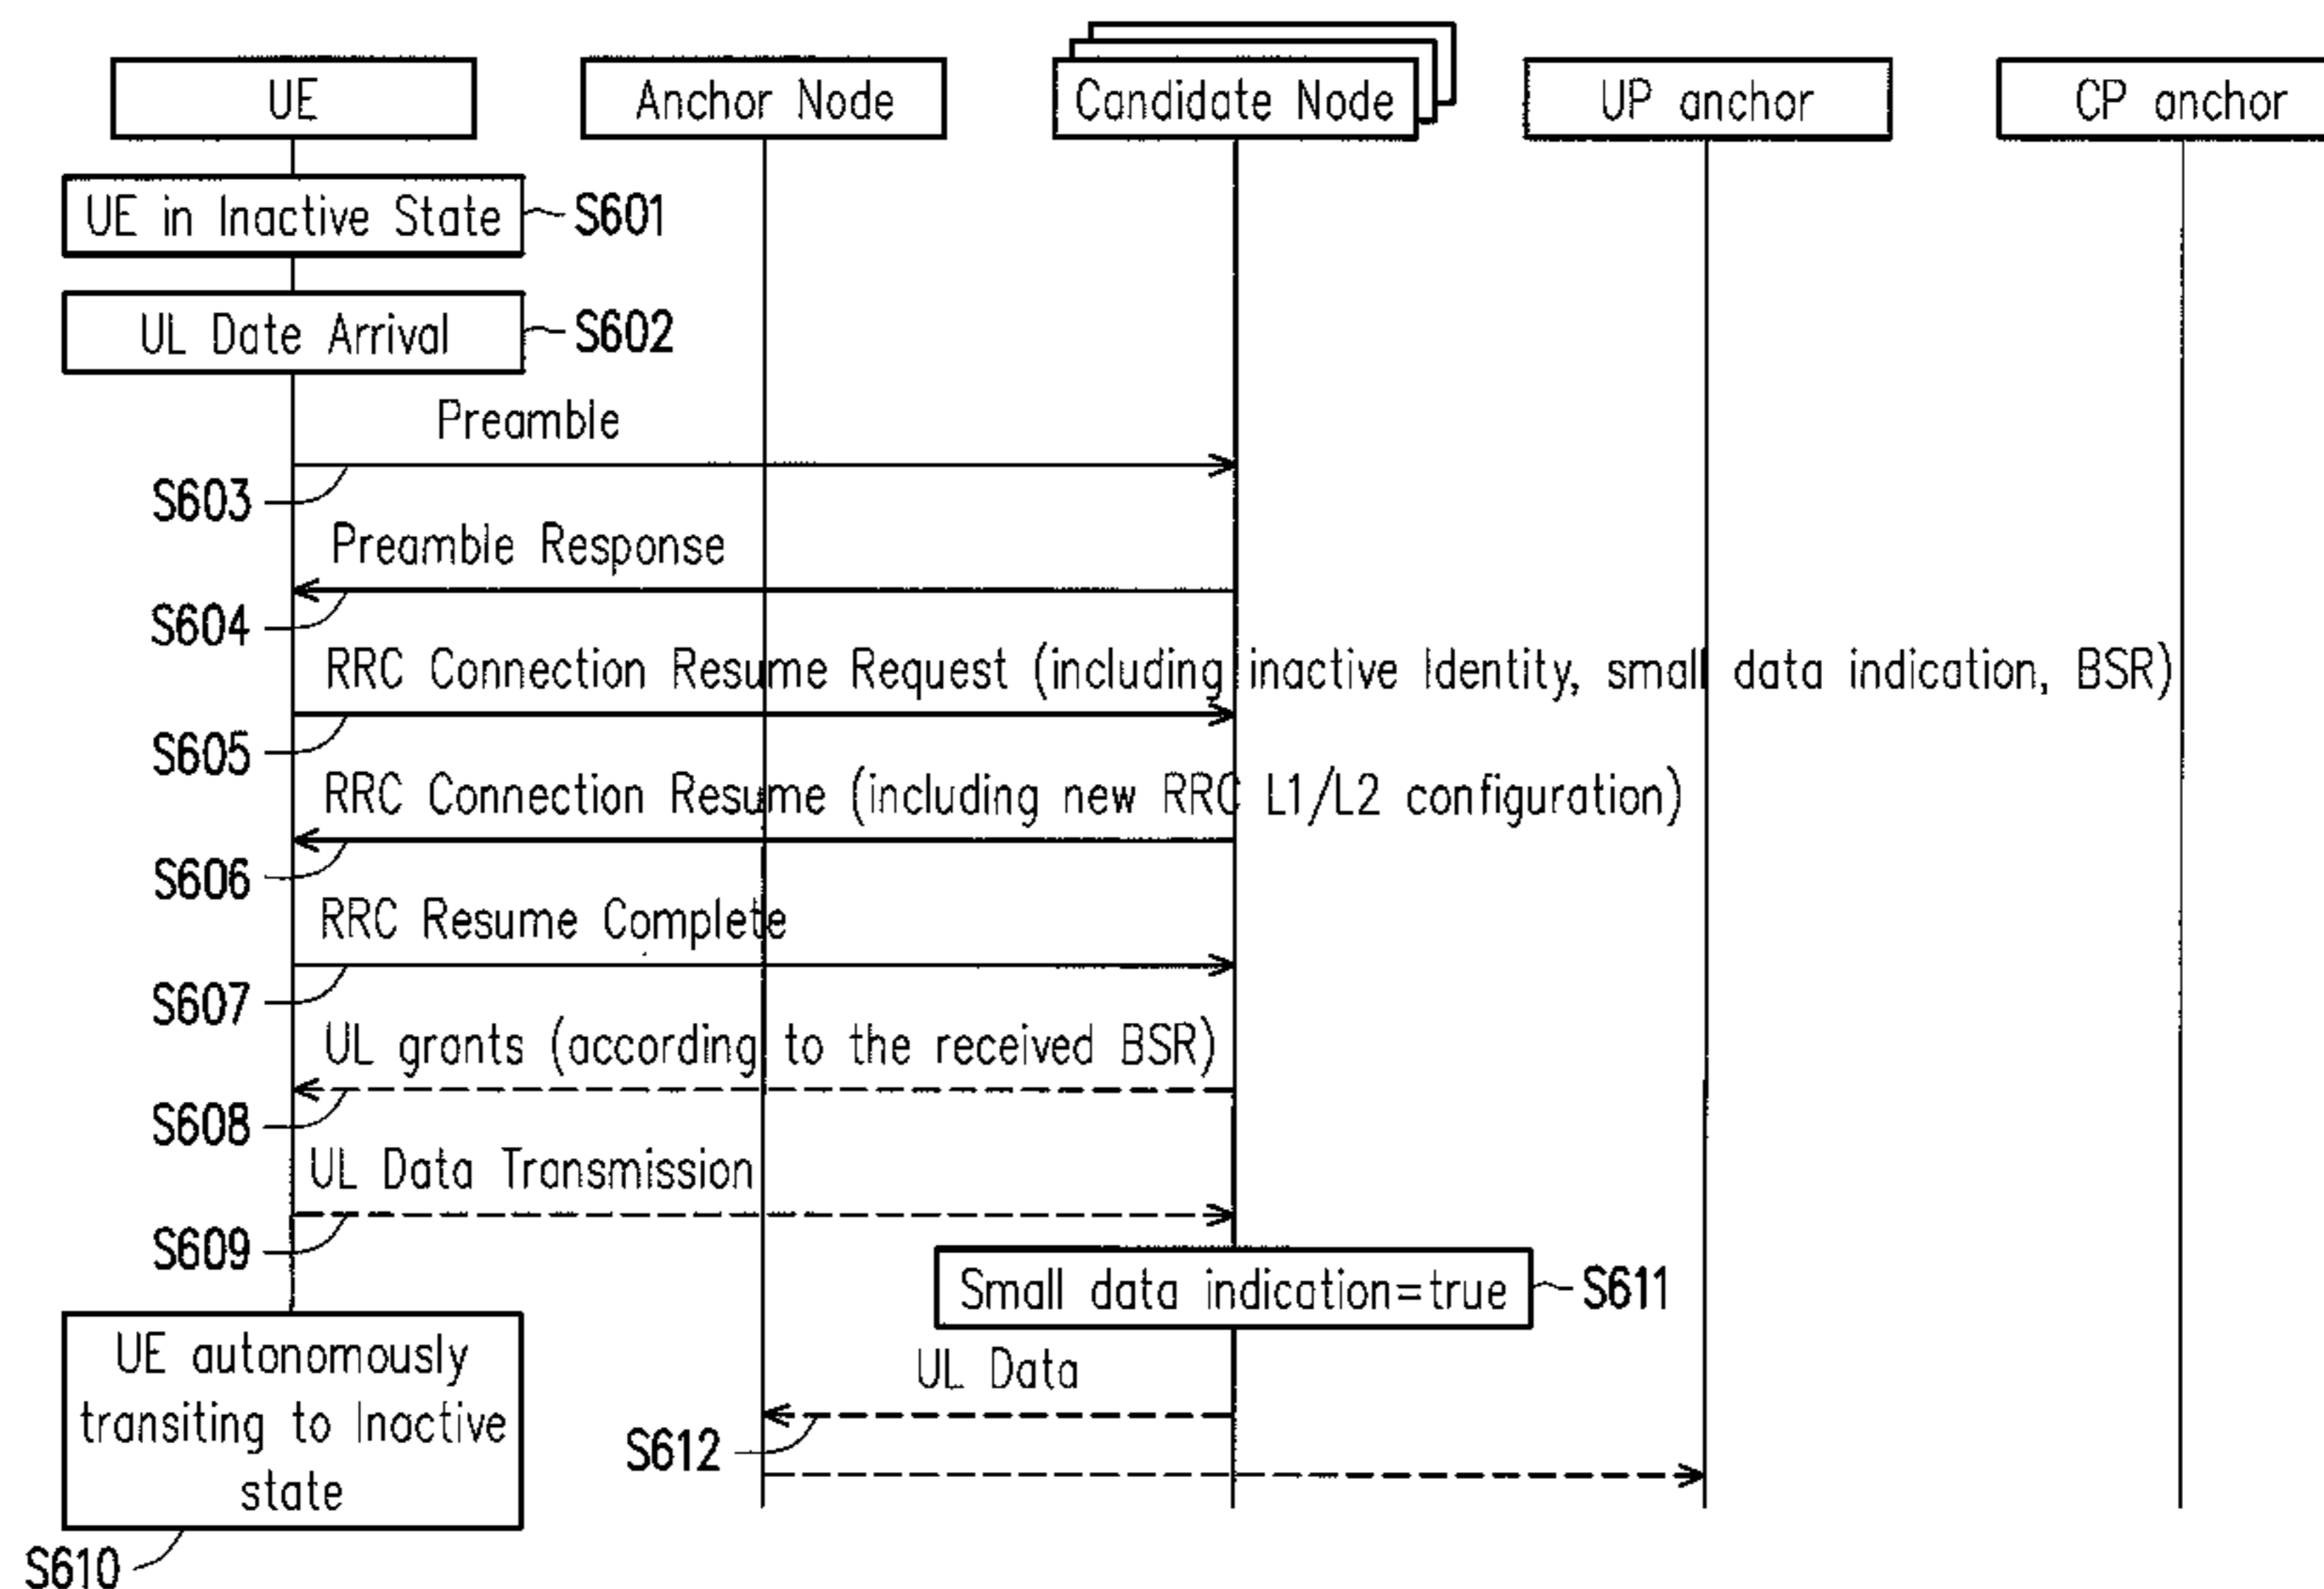 UE
Anchor Node
Candidate Node
UP anchor
CP anchor
UE in Inactive State
S601
UL Date Arrival
S602
Preamble
S603
Preamble Response
S604
RRC Connection Resume Request (including inactive Identity, small data indication, BSR)
S605
RRC Connection Resume (including new RRC L1/L2 configuration)
S606
RRC Resume Complete
S607
UL grants (according to the received BSR)
S608
UL Data Transmission
S609
Small data indication=true
S611
UE autonomously
transiting to Inactive
state
S610
UL Data
S612